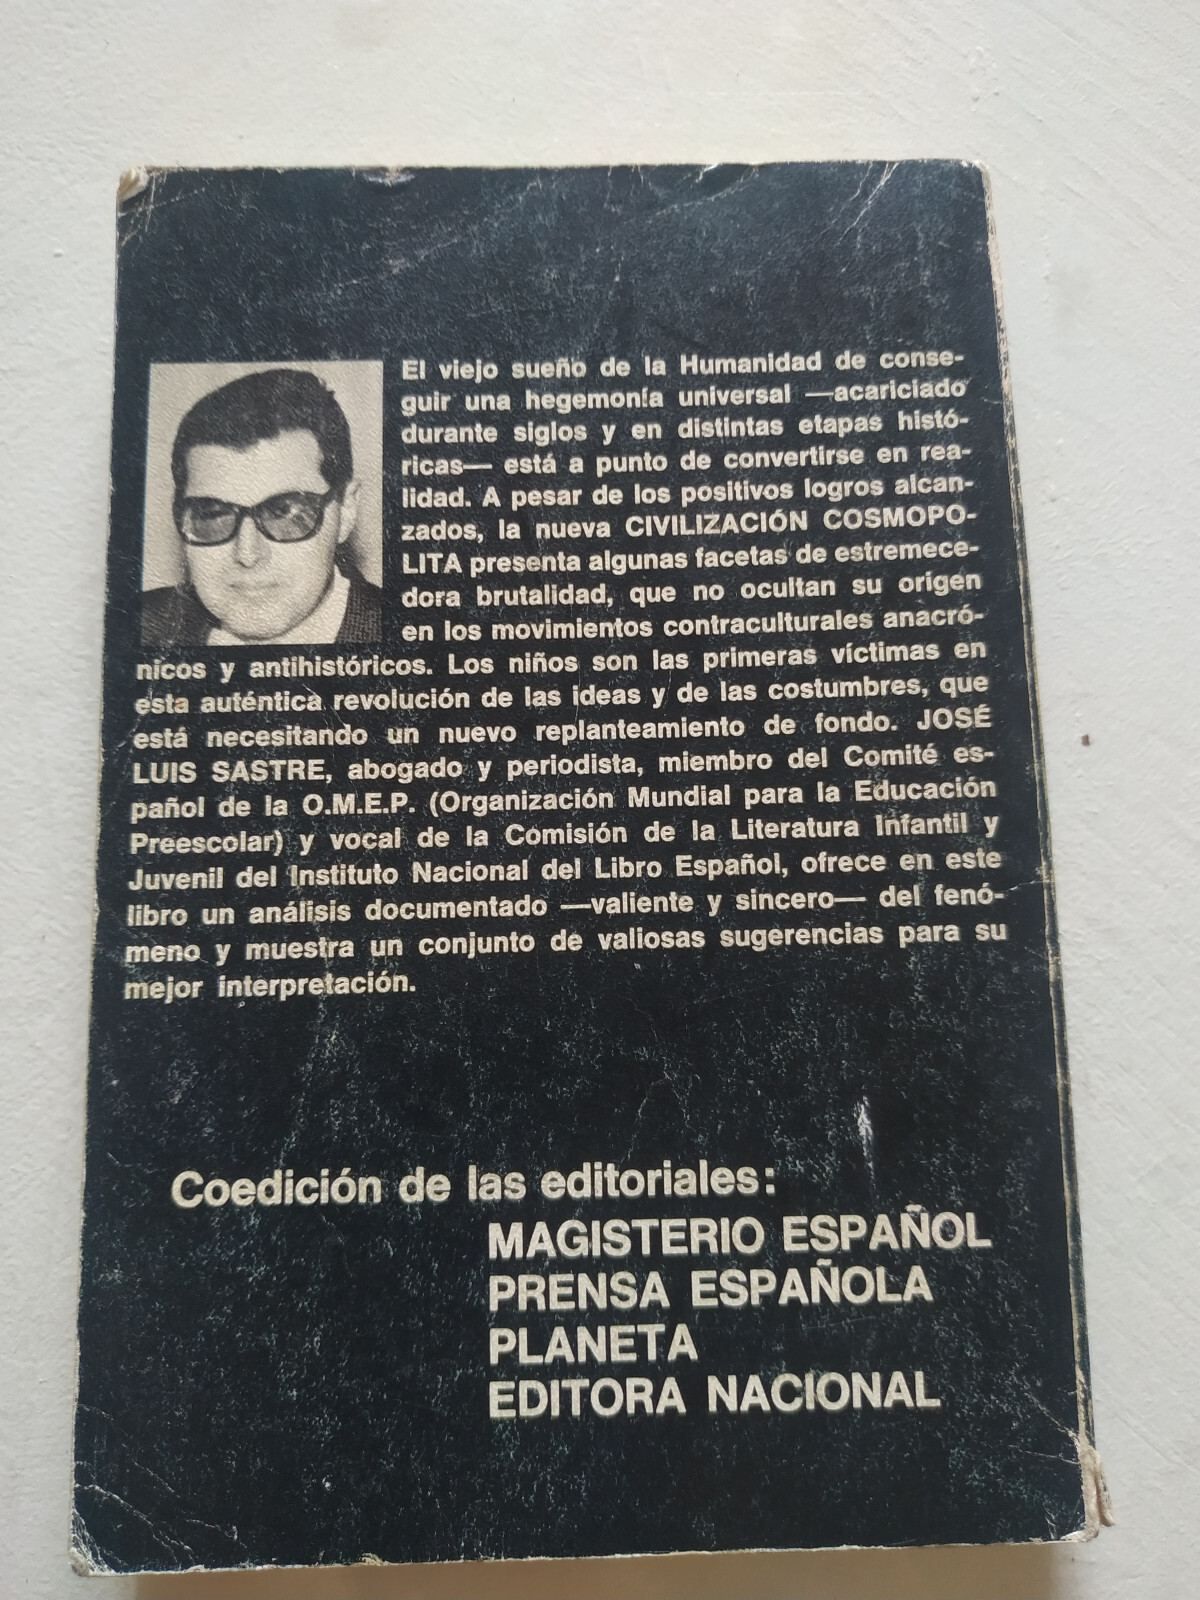 El viejo sueño de la Humanidad de conse-
guir una hegemonía universal —acariciado
durante siglos y en distintas etapas histó-
ricas— está a punto de convertirse en rea-
lidad. A pesar de los positivos logros alcan-
zados, la nueva CIVILIZACIÓN COSMOPO-
LITA presenta algunas facetas de estremece-
dora brutalidad, que no ocultan su origen
en los movimientos contraculturales anacró-
nicos y antihistóricos. Los niños son las primeras víctimas en
esta auténtica revolución de las ideas y de las costumbres, que
está necesitando un nuevo replanteamiento de fondo. JOSÉ
LUIS SASTRE, abogado y periodista, miembro del Comité es-
pañol de la O.M.E.P. (Organización Mundial para la Educación
Preescolar) y vocal de la Comisión de la Literatura Infantil y
Juvenil del Instituto Nacional del Libro Español, ofrece en este
libro un análisis documentado —valiente y sincero— del fenó-
meno y muestra un conjunto de valiosas sugerencias para su
mejor interpretación.
Coedición de las editoriales:
MAGISTERIO ESPAÑOL
PRENSA ESPAÑOLA
PLANETA
EDITORA NACIONAL